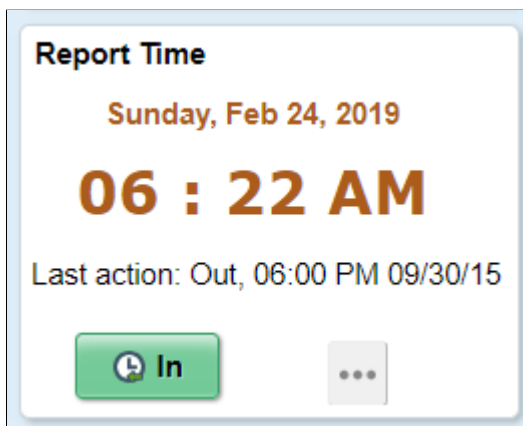 Report Time
Sunday, Feb 24, 2019
06 : 22 AM
Last action: Out, 06:00 PM 09/30/15
In